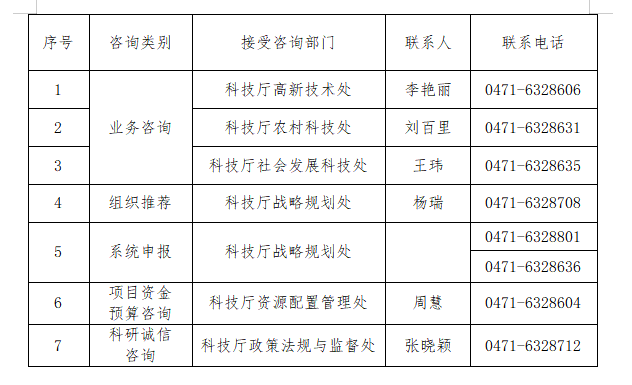 序号 咨询类别 接受咨询部门 联系人 联系电话
1 业务咨询 科技厅高新技术处 李艳丽 0471-6328606
2 科技厅农村科技处 刘百里 0471-6328631
3 科技厅社会发展科技处 王玮 0471-6328635
4 组织推荐 科技厅战略规划处 杨瑞 0471-6328708
5 系统申报 科技厅战略规划处 0471-6328801
0471-6328636
6 项目资金
预算咨询 科技厅资源配置管理处 周慧 0471-6328604
7 科研诚信
咨询 科技厅政策法规与监督处 张晓颖 0471-6328712